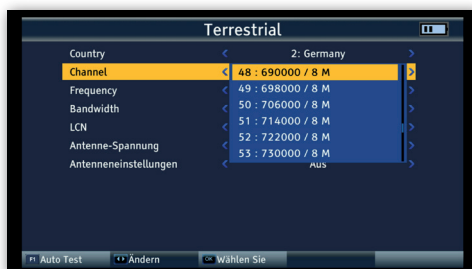 Terrestrial
Country 2: Germany
Channel 48 : 690000 / 8 M
Frequency 49 : 698000 / 8 M
Bandwidth 50 : 706000 / 8 M
LCN 51 : 714000 / 8 M
Antenne-Spannung 52 : 722000 / 8 M
53 : 730000 / 8 M
Antenneneinstellungen Aus
F1 Auto Test Ändern OK Wählen Sie